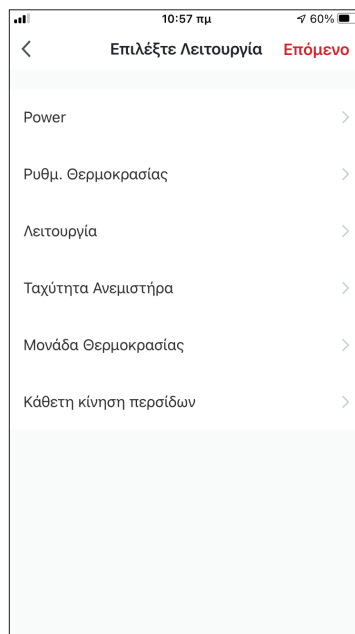 10:57 πμ 60%
Επιλέξτε Λειτουργία Επόμενο
Power
Ρυθμ. Θερμοκρασίας
Λειτουργία
Ταχύτητα Ανεμιστήρα
Μονάδα Θερμοκρασίας
Κάθετη κίνηση περσίδων